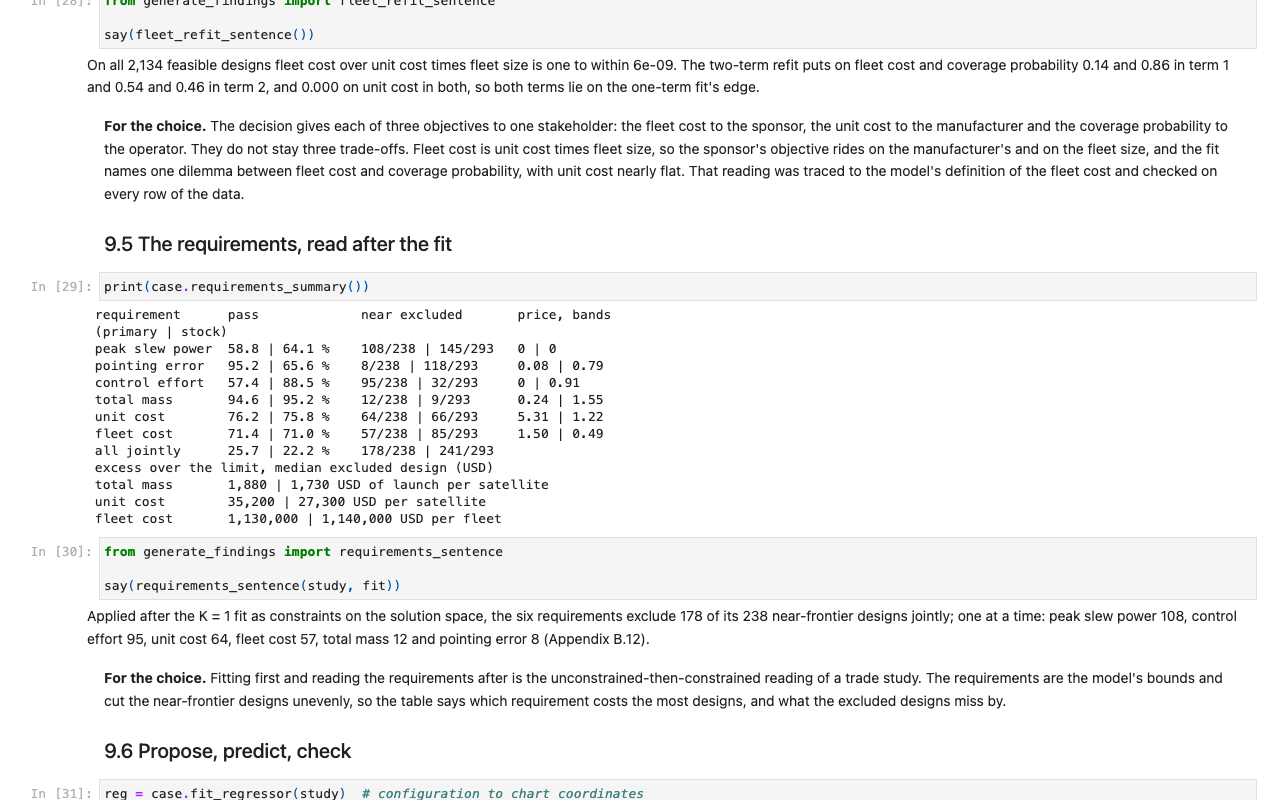 In [28]: from generate_findings import fleet_refit_sentence
say(fleet_refit_sentence())
On all 2,134 feasible designs fleet cost over unit cost times fleet size is one to within 6e-09. The two-term refit puts on fleet cost and coverage probability 0.14 and 0.86 in term 1
and 0.54 and 0.46 in term 2, and 0.000 on unit cost in both, so both terms lie on the one-term fit's edge.
For the choice. The decision gives each of three objectives to one stakeholder: the fleet cost to the sponsor, the unit cost to the manufacturer and the coverage probability to
the operator. They do not stay three trade-offs. Fleet cost is unit cost times fleet size, so the sponsor's objective rides on the manufacturer's and on the fleet size, and the fit
names one dilemma between fleet cost and coverage probability, with unit cost nearly flat. That reading was traced to the model's definition of the fleet cost and checked on
every row of the data.
9.5 The requirements, read after the fit
In [29]: print(case.requirements_summary())
requirement pass near excluded price, bands
(primary | stock)
peak slew power 58.8 | 64.1 % 108/238 | 145/293 0 | 0
pointing error 95.2 | 65.6 % 8/238 | 118/293 0.08 | 0.79
control effort 57.4 | 88.5 % 95/238 | 32/293 0 | 0.91
total mass 94.6 | 95.2 % 12/238 | 9/293 0.24 | 1.55
unit cost 76.2 | 75.8 % 64/238 | 66/293 5.31 | 1.22
fleet cost 71.4 | 71.0 % 57/238 | 85/293 1.50 | 0.49
all jointly 25.7 | 22.2 % 178/238 | 241/293
excess over the limit, median excluded design (USD)
total mass 1,880 | 1,730 USD of launch per satellite
unit cost 35,200 | 27,300 USD per satellite
fleet cost 1,130,000 | 1,140,000 USD per fleet
In [30]: from generate_findings import requirements_sentence
say(requirements_sentence(study, fit))
Applied after the K = 1 fit as constraints on the solution space, the six requirements exclude 178 of its 238 near-frontier designs jointly; one at a time: peak slew power 108, control
effort 95, unit cost 64, fleet cost 57, total mass 12 and pointing error 8 (Appendix B.12).
For the choice. Fitting first and reading the requirements after is the unconstrained-then-constrained reading of a trade study. The requirements are the model's bounds and
cut the near-frontier designs unevenly, so the table says which requirement costs the most designs, and what the excluded designs miss by.
9.6 Propose, predict, check
In [31]: reg = case.fit_regressor(study) # configuration to chart coordinates